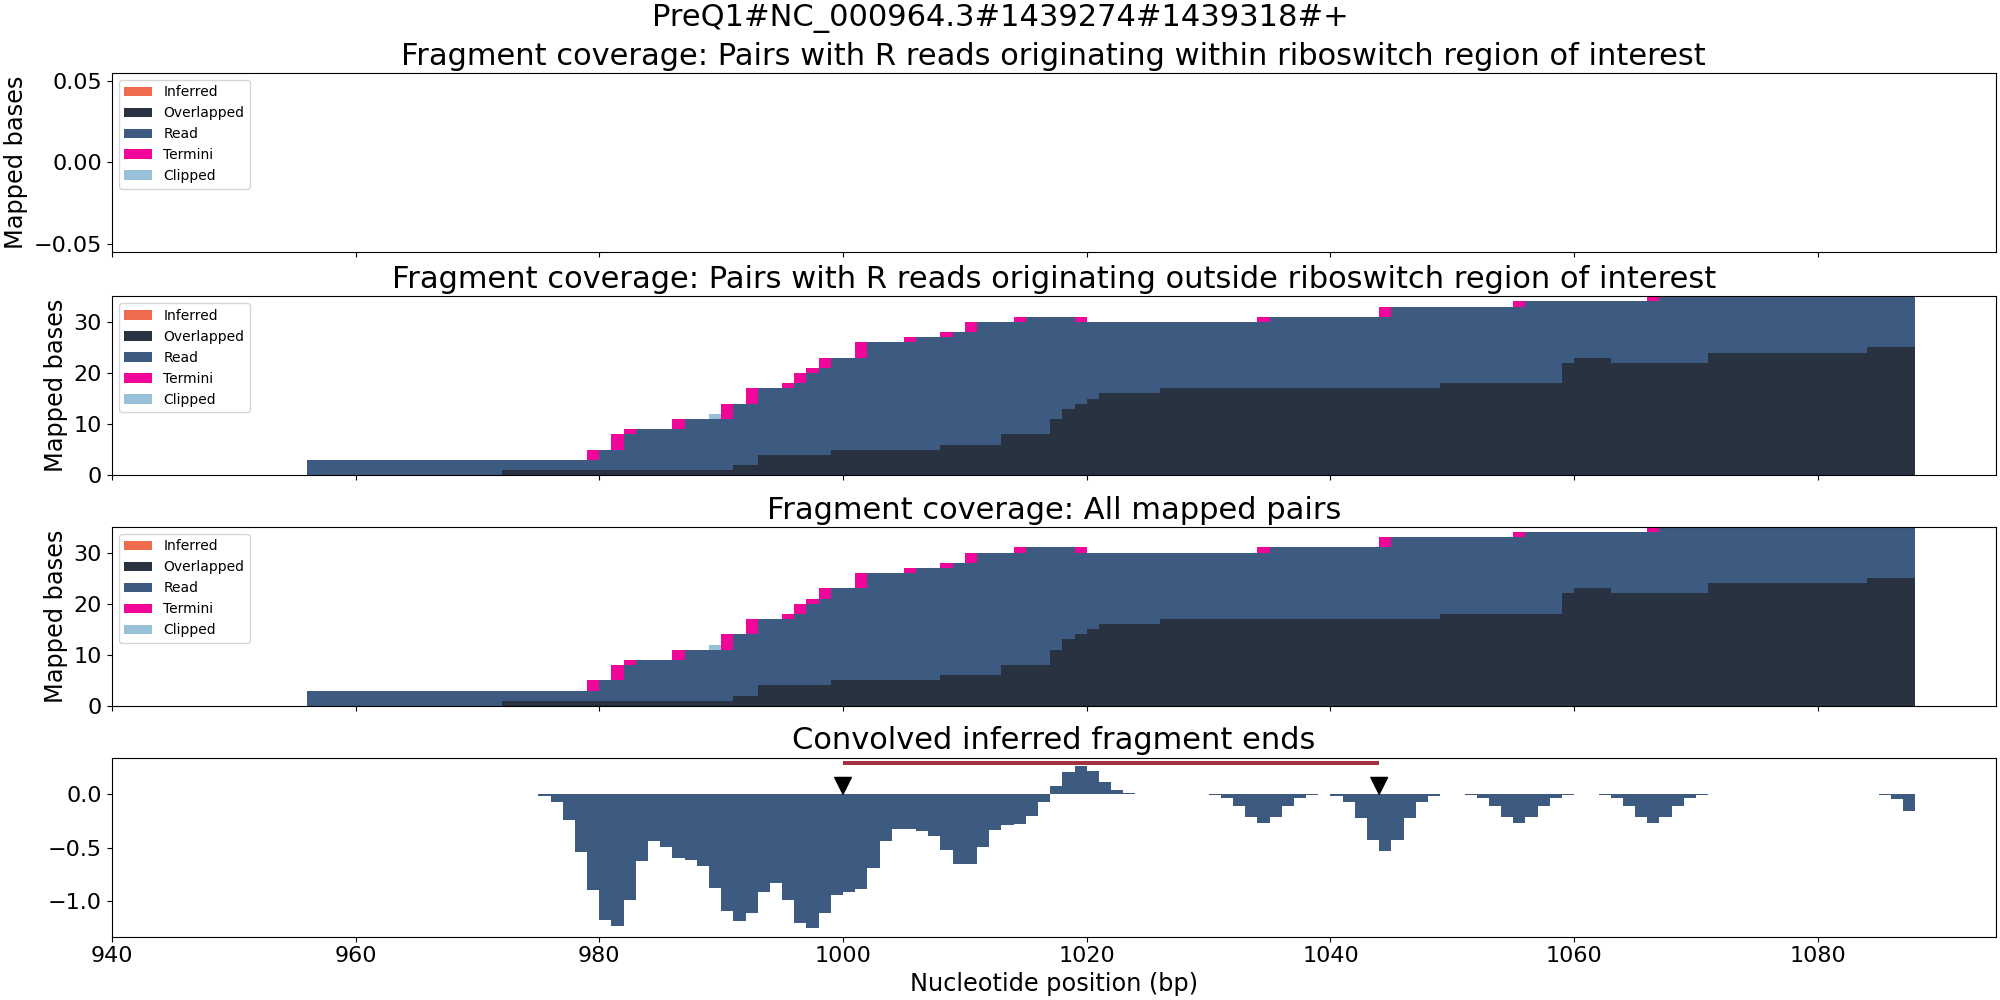 PreQ1#NC_000964.3#1439274#1439318#+
Fragment coverage: Pairs with R reads originating within riboswitch region of interest
Mapped bases
0.05
0.00
−0.05
Inferred
Overlapped
Read
Termini
Clipped
Fragment coverage: Pairs with R reads originating outside riboswitch region of interest
Mapped bases
30
20
10
0
Inferred
Overlapped
Read
Termini
Clipped
Fragment coverage: All mapped pairs
Mapped bases
30
20
10
0
Inferred
Overlapped
Read
Termini
Clipped
Convolved inferred fragment ends
0.0
−0.5
−1.0
940 960 980 1000 1020 1040 1060 1080
Nucleotide position (bp)